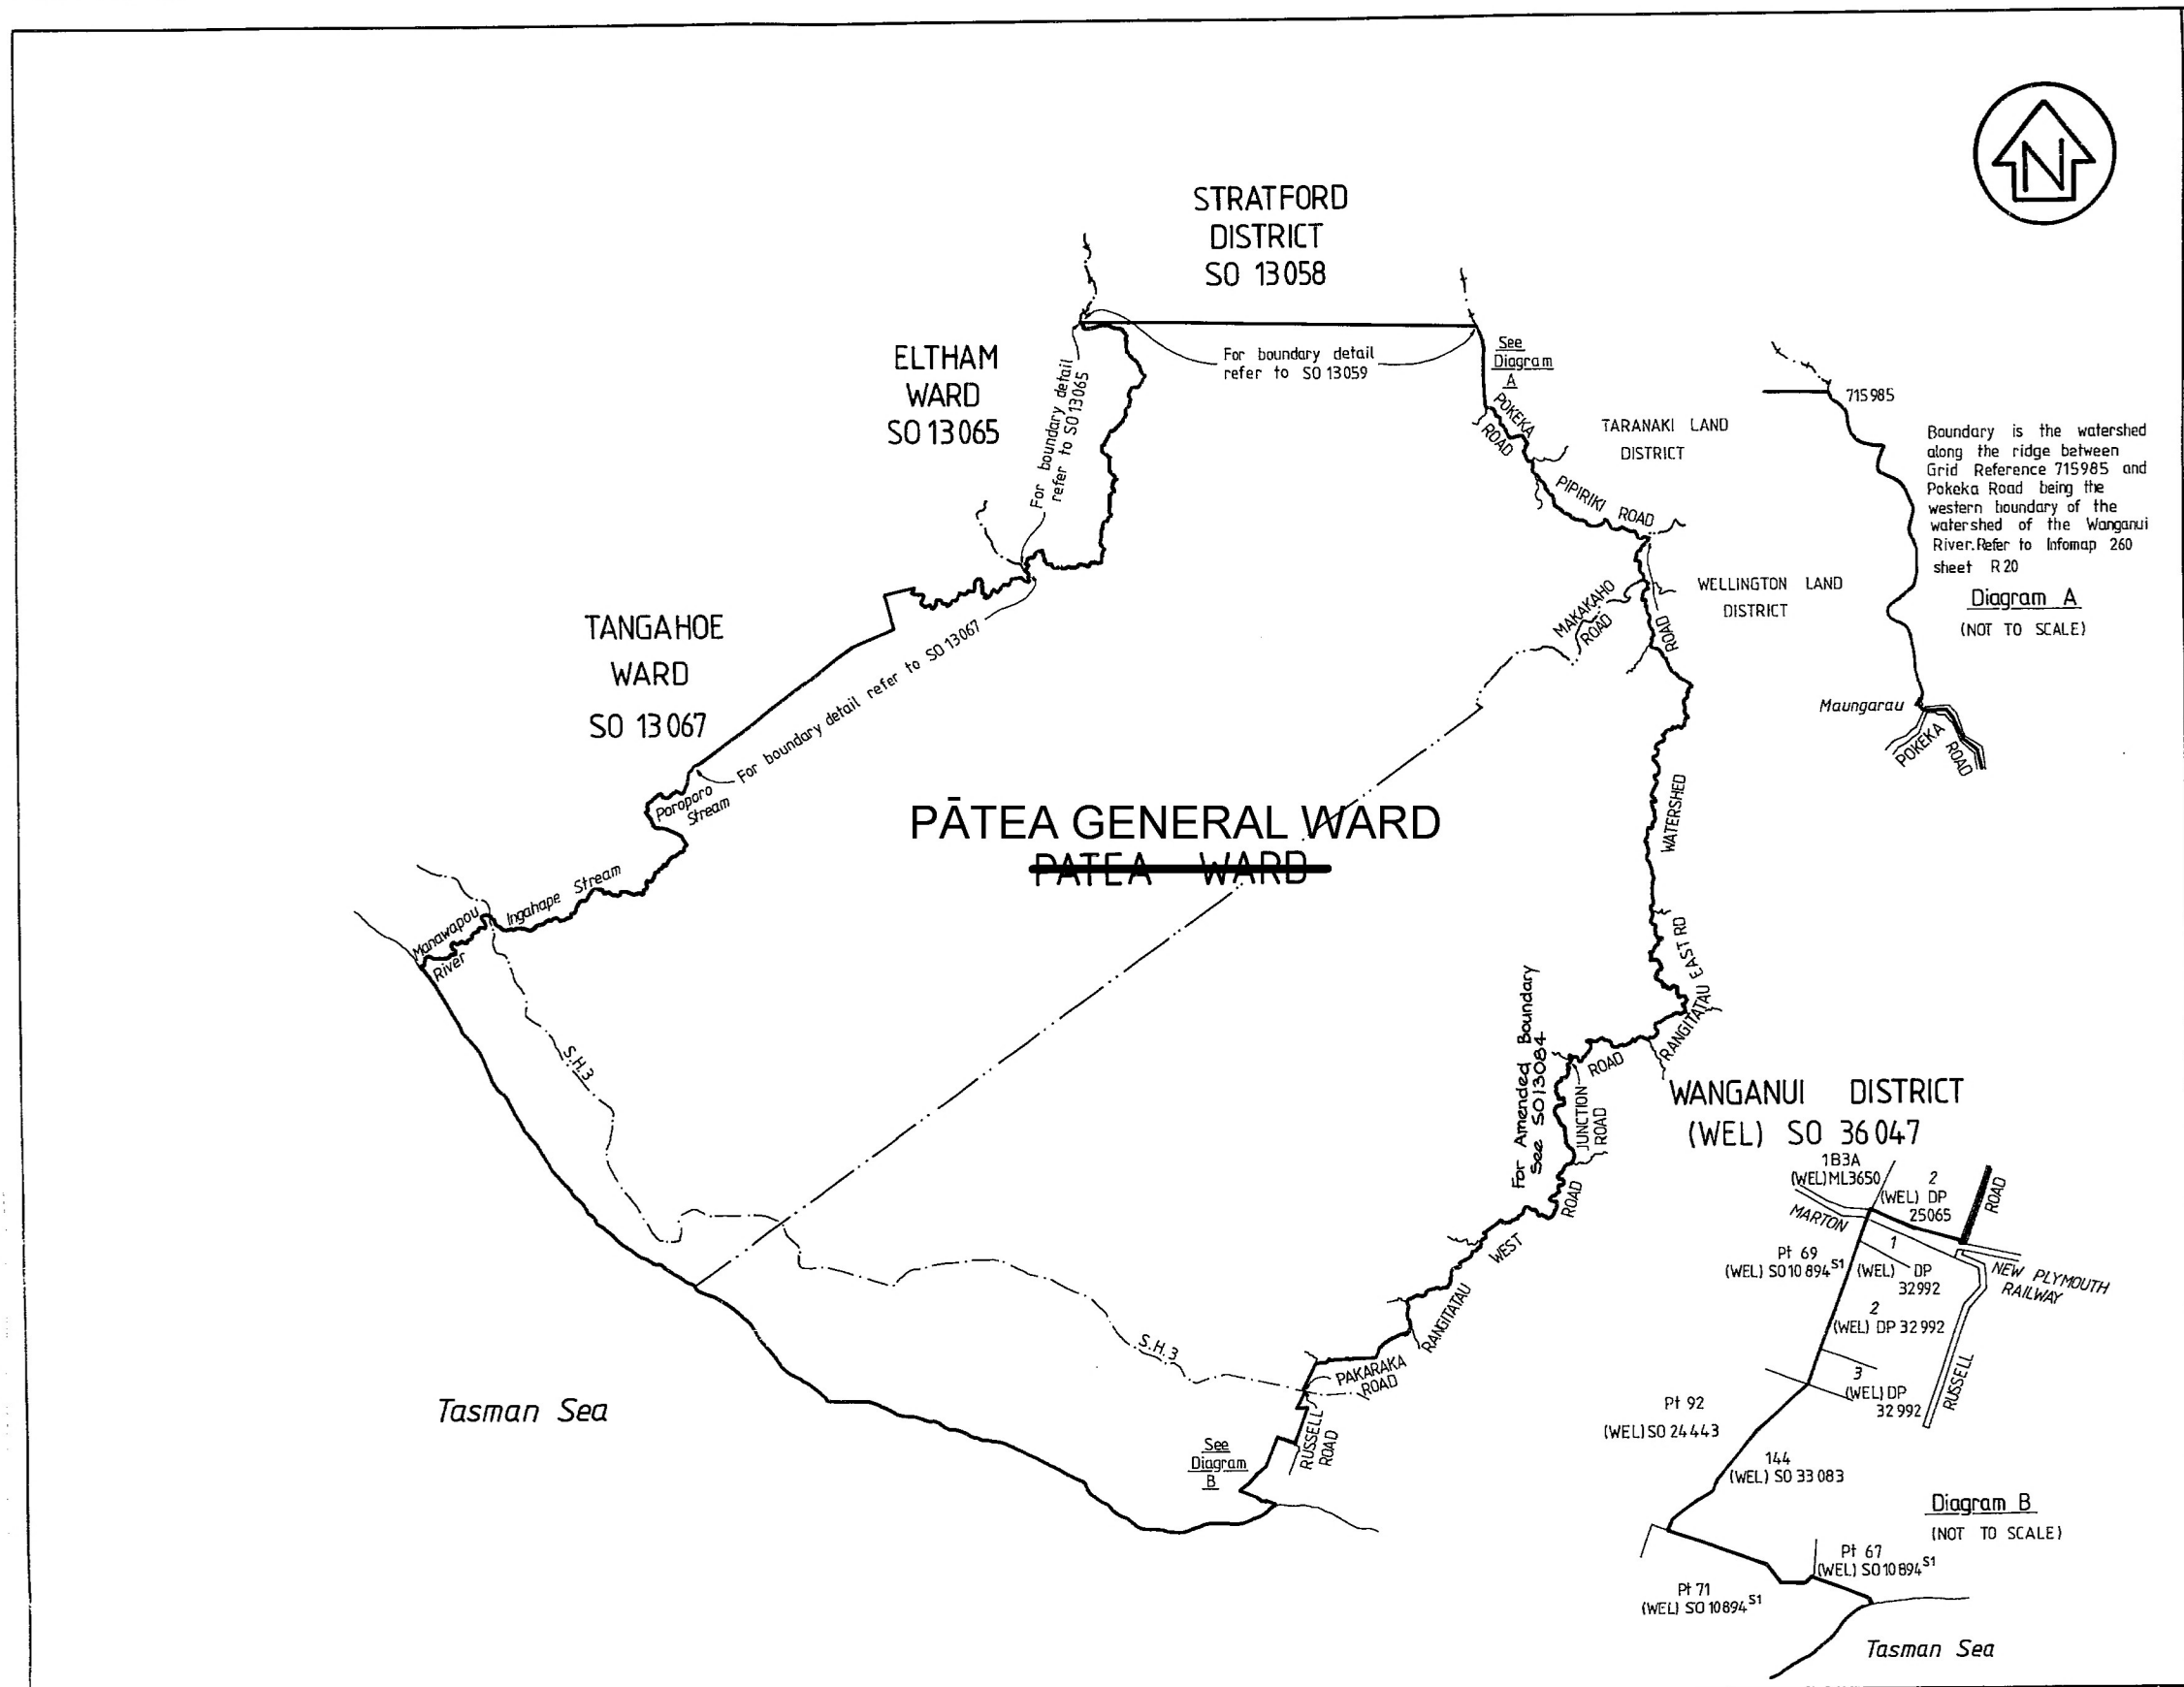 N
STRATFORD
DISTRICT
SO 13058
ELTHAM
WARD
SO 13065
For boundary detail
refer to SO 13065
For boundary detail
refer to SO 13059
See
Diagram
A
POKEKA
ROAD
TARANAKI LAND
DISTRICT
PIPIRIKI ROAD
WELLINGTON LAND
DISTRICT
MAKAKAHO
ROAD
ROAD
715985
Boundary is the watershed
along the ridge between
Grid Reference 715985 and
Pokeka Road being the
western boundary of the
watershed of the Wanganui
River. Refer to Infomap 260
sheet R20
Diagram A
(NOT TO SCALE)
Maungarau
POKEKA
ROAD
TANGAHOE
WARD
SO 13067
For boundary detail refer to SO 13067
Poroporo
Stream
PĀTEA GENERAL WARD
PATEA WARD
WATERSHED
Ingahape Stream
Manawapou
River
S.H.3
RANGITATAU EAST RD
For Amended Boundary
See SO13084
ROAD
JUNCTION
ROAD
WANGANUI DISTRICT
(WEL) SO 36047
RANGITATAU WEST ROAD
S.H.3
PAKARAKA
ROAD
RUSSELL
ROAD
See
Diagram
B
Tasman Sea
1B3A
(WEL) ML3650
2
(WEL) DP
25065
ROAD
MARTON
NEW PLYMOUTH
RAILWAY
Pt 69
(WEL) SO 10894 S1
1
(WEL) DP
32992
2
(WEL) DP 32992
3
(WEL) DP
32992
RUSSELL
Pt 92
(WEL) SO 24443
144
(WEL) SO 33083
Diagram B
(NOT TO SCALE)
Pt 67
(WEL) SO 10894 S1
Pt 71
(WEL) SO 10894 S1
Tasman Sea